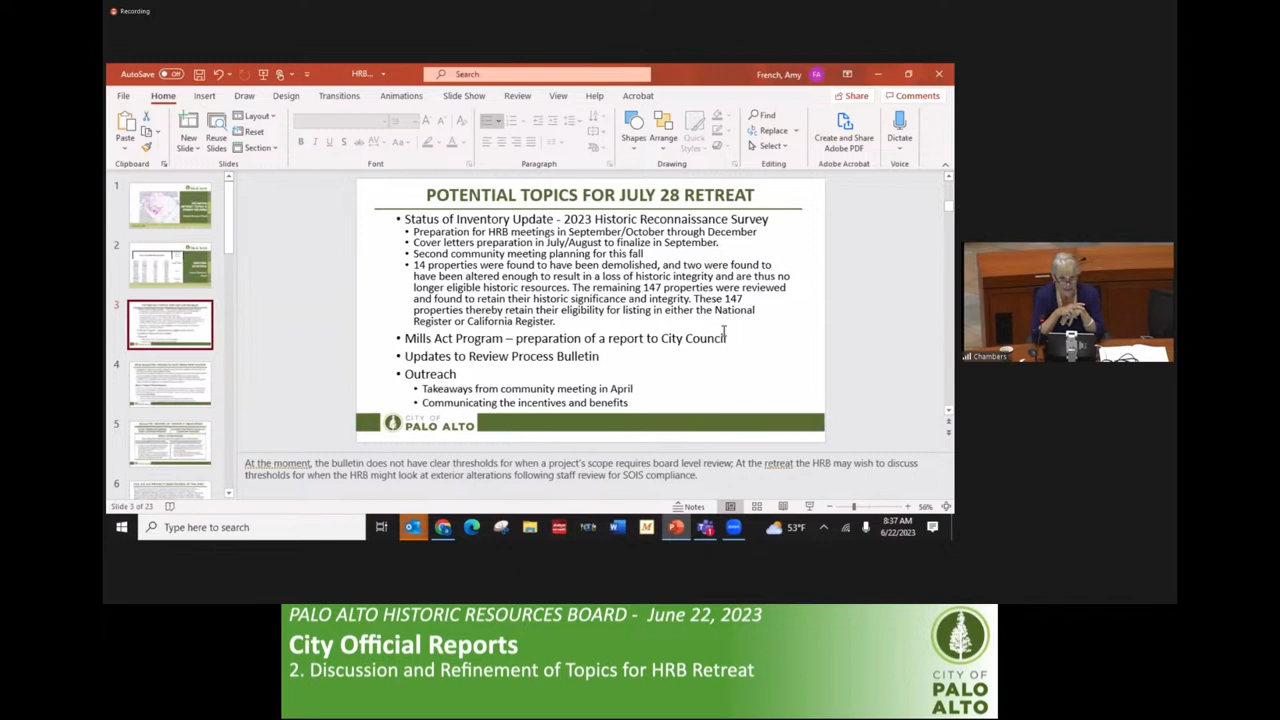 Recording
AutoSave Off
HRB...
Search
French, Amy
FA
File Home Insert Draw Design Transitions Animations Slide Show Review View Help Acrobat
Share Comments
Paste
New Slide
Reuse Slides
Layout
Reset
Section
Shapes Arrange Quick Styles
Find
Replace
Select
Create and Share Adobe PDF
Dictate
Clipboard Slides Font Paragraph Drawing Editing Adobe Acrobat Voice
1
2
3
4
5
6
POTENTIAL TOPICS FOR JULY 28 RETREAT
• Status of Inventory Update - 2023 Historic Reconnaissance Survey
• Preparation for HRB meetings in September/October through December
• Cover letters preparation in July/August to finalize in September.
• Second community meeting planning for this fall
• 14 properties were found to have been demolished, and two were found to
have been altered enough to result in a loss of historic integrity and are thus no
longer eligible historic resources. The remaining 147 properties were reviewed
and found to retain their historic significance and integrity. These 147
properties thereby retain their eligibility for listing in either the National
Register or California Register.
• Mills Act Program – preparation of a report to City Council
• Updates to Review Process Bulletin
• Outreach
• Takeaways from community meeting in April
• Communicating the incentives and benefits
CITY OF
PALO ALTO
At the moment, the bulletin does not have clear thresholds for when a project's scope requires board level review; At the retreat the HRB may wish to discuss
thresholds for when the HRB might look at exterior alterations following staff review for SOIS compliance.
Slide 3 of 23
Notes
56%
Type here to search
53°F
8:37 AM
6/22/2023
Chambers
PALO ALTO HISTORIC RESOURCES BOARD - June 22, 2023
City Official Reports
2. Discussion and Refinement of Topics for HRB Retreat
CITY OF
PALO
ALTO